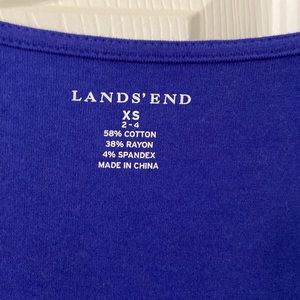 LANDS' END
XS
2-4
58% COTTON
38% RAYON
4% SPANDEX
MADE IN CHINA